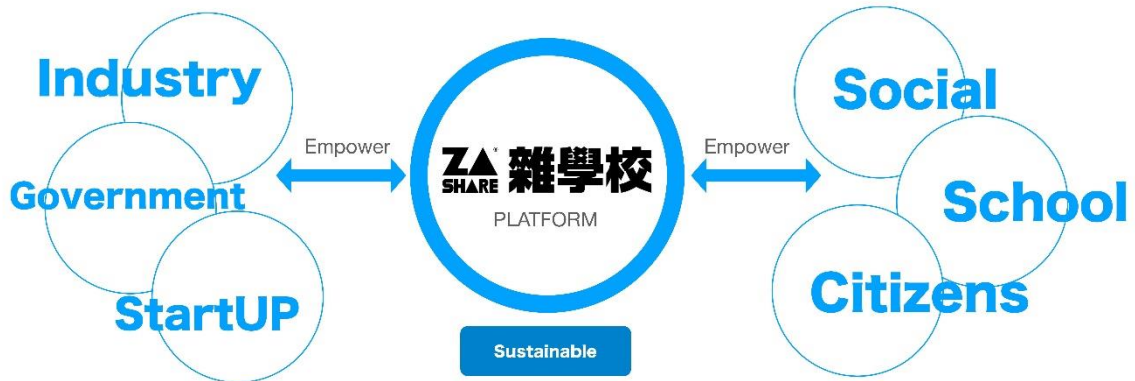 Industry
Government
StartUP
Empower
ZA SHARE® 雜學校
PLATFORM
Sustainable
Empower
Social
School
Citizens